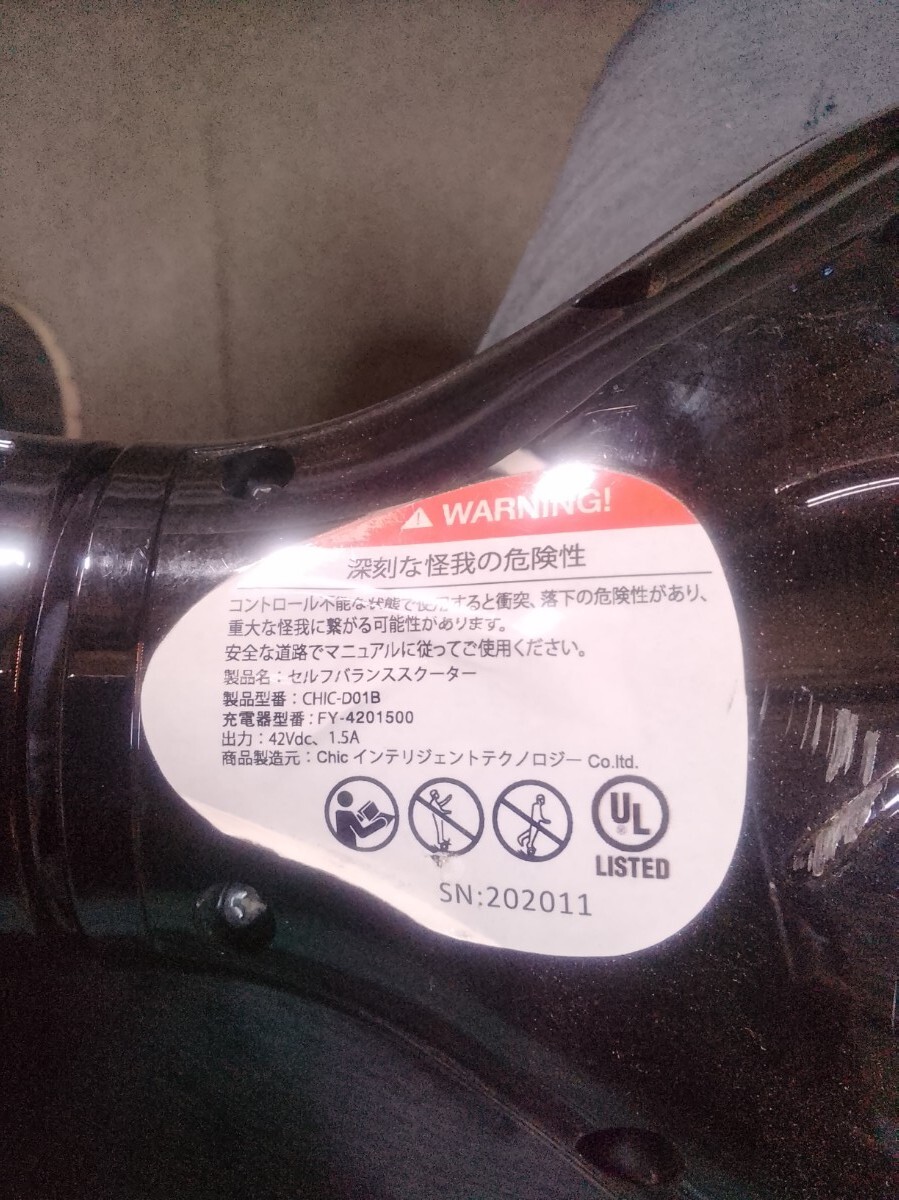 ⚠ WARNING!
深刻な怪我の危険性
コントロール不能な状態で使用すると衝突、落下の危険性があり、
重大な怪我に繋がる可能性があります。
安全な道路でマニュアルに従ってご使用ください。
製品名：セルフバランススクーター
製品型番：CHIC-D01B
充電器型番：FY-4201500
出力：42Vdc、1.5A
商品製造元：Chic インテリジェントテクノロジー Co.ltd.
UL
®
LISTED
SN:202011